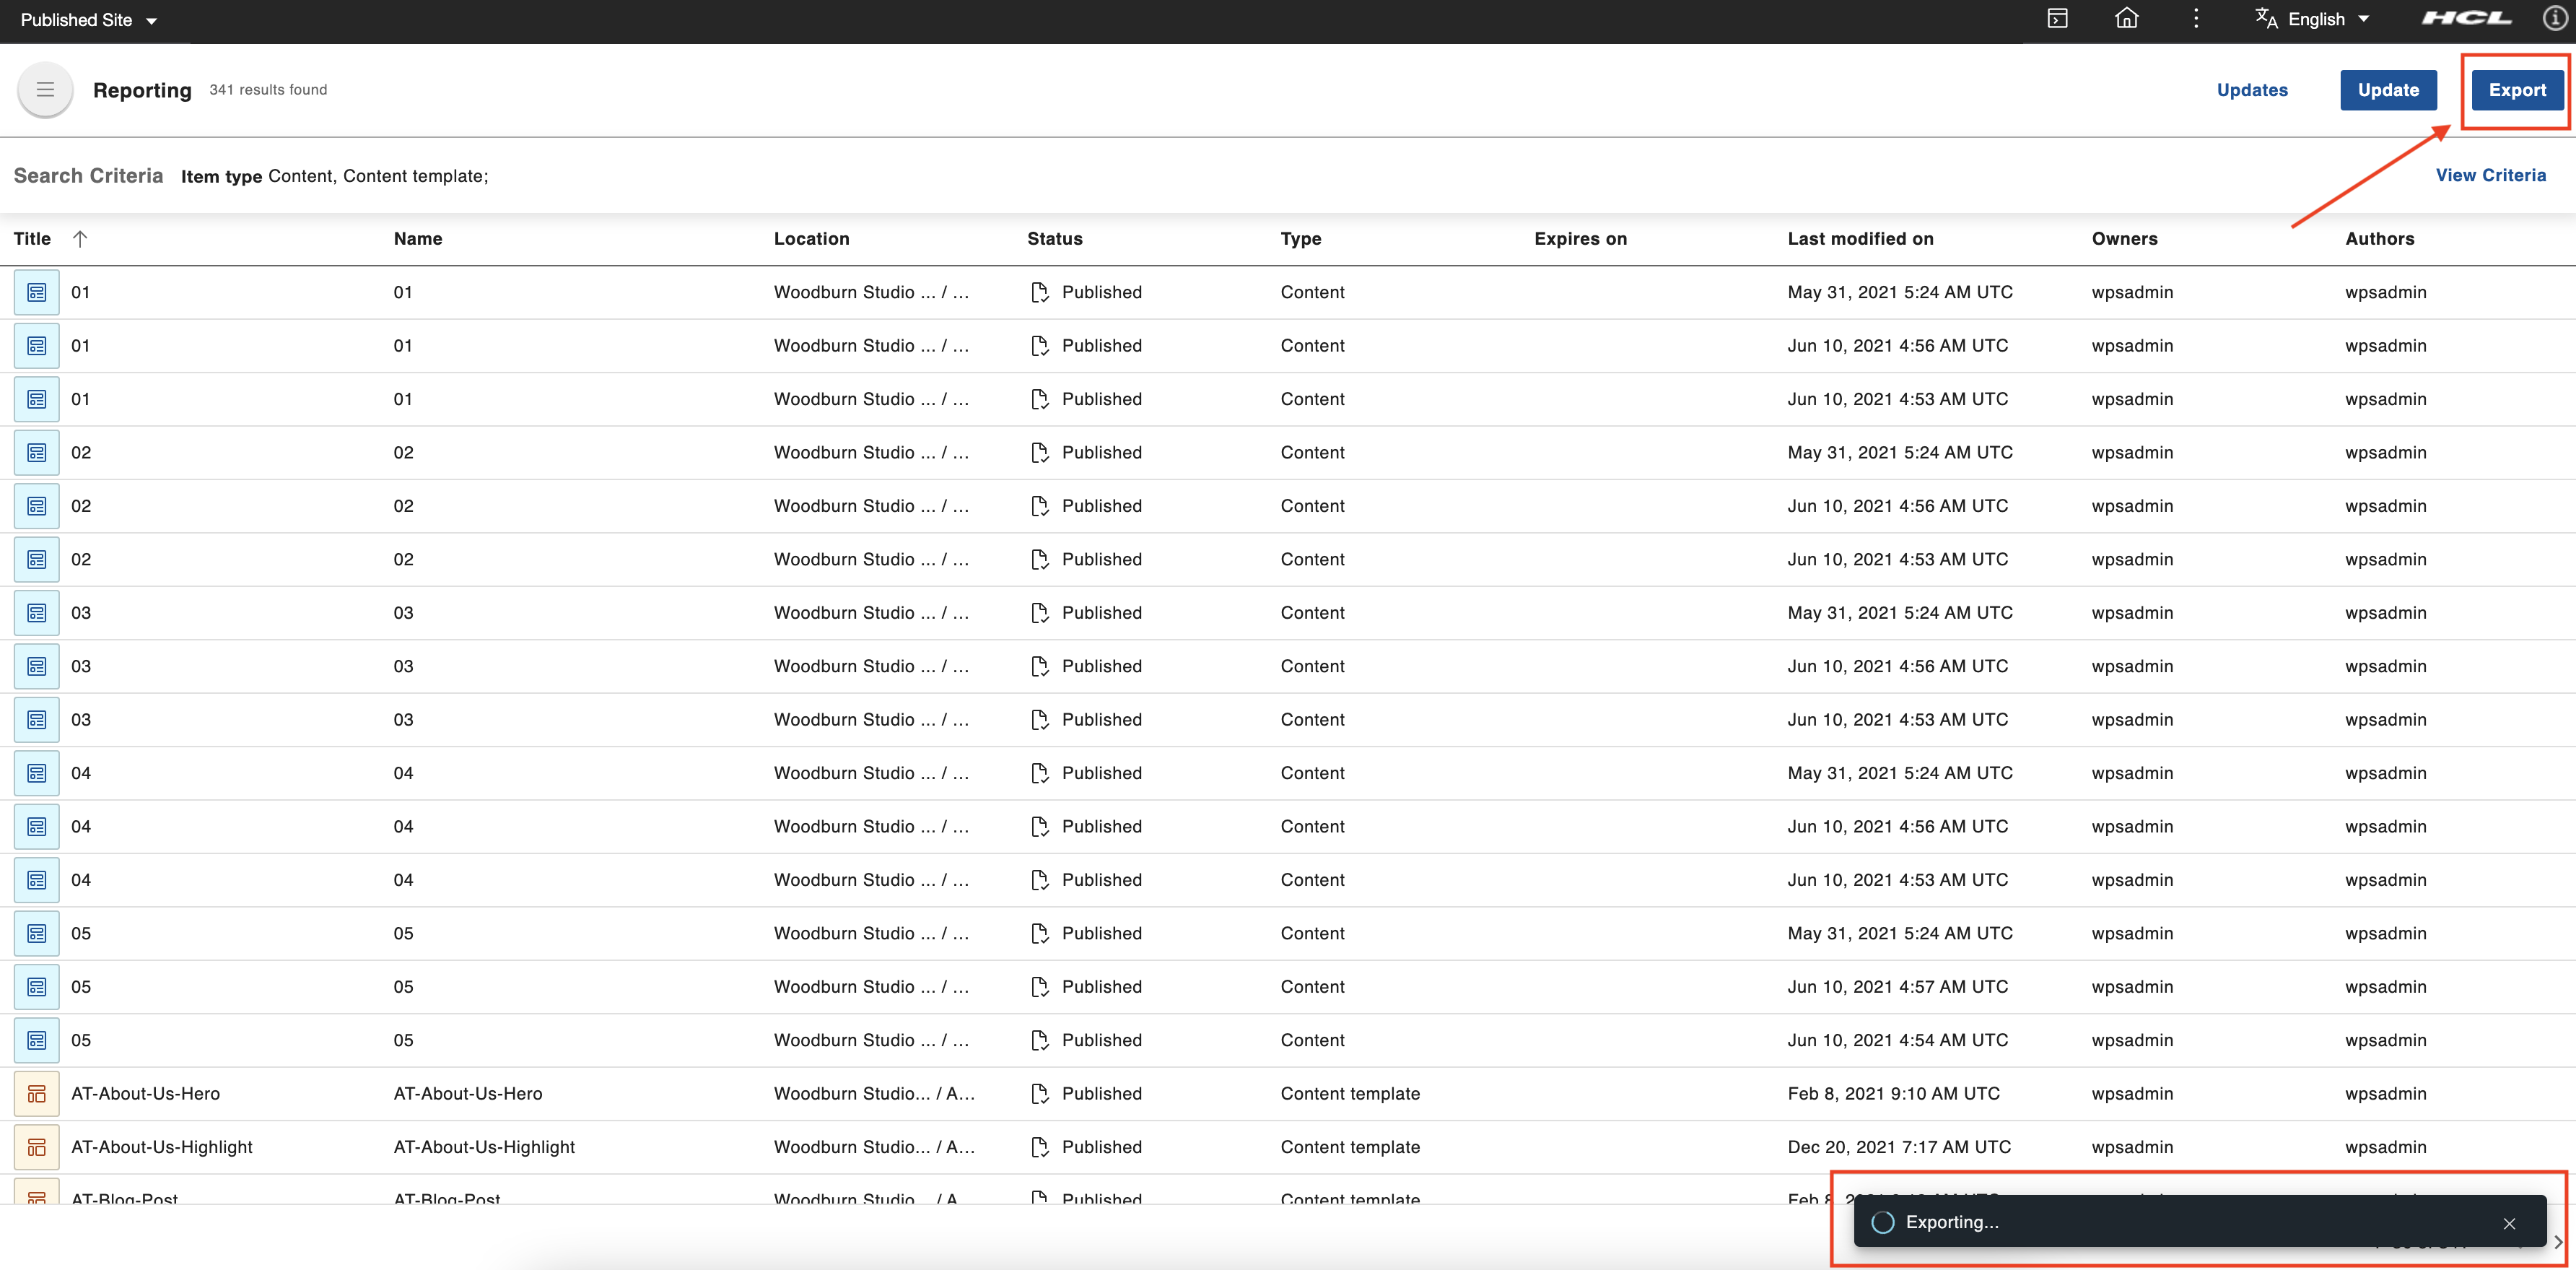 Published Site English HCL
Reporting 341 results found Updates Update Export
Search Criteria Item type Content, Content template; View Criteria
Title Name Location Status Type Expires on Last modified on Owners Authors
01 01 Woodburn Studio ... / ... Published Content May 31, 2021 5:24 AM UTC wpsadmin wpsadmin
01 01 Woodburn Studio ... / ... Published Content Jun 10, 2021 4:56 AM UTC wpsadmin wpsadmin
01 01 Woodburn Studio ... / ... Published Content Jun 10, 2021 4:53 AM UTC wpsadmin wpsadmin
02 02 Woodburn Studio ... / ... Published Content May 31, 2021 5:24 AM UTC wpsadmin wpsadmin
02 02 Woodburn Studio ... / ... Published Content Jun 10, 2021 4:56 AM UTC wpsadmin wpsadmin
02 02 Woodburn Studio ... / ... Published Content Jun 10, 2021 4:53 AM UTC wpsadmin wpsadmin
03 03 Woodburn Studio ... / ... Published Content May 31, 2021 5:24 AM UTC wpsadmin wpsadmin
03 03 Woodburn Studio ... / ... Published Content Jun 10, 2021 4:56 AM UTC wpsadmin wpsadmin
03 03 Woodburn Studio ... / ... Published Content Jun 10, 2021 4:53 AM UTC wpsadmin wpsadmin
04 04 Woodburn Studio ... / ... Published Content May 31, 2021 5:24 AM UTC wpsadmin wpsadmin
04 04 Woodburn Studio ... / ... Published Content Jun 10, 2021 4:56 AM UTC wpsadmin wpsadmin
04 04 Woodburn Studio ... / ... Published Content Jun 10, 2021 4:53 AM UTC wpsadmin wpsadmin
05 05 Woodburn Studio ... / ... Published Content May 31, 2021 5:24 AM UTC wpsadmin wpsadmin
05 05 Woodburn Studio ... / ... Published Content Jun 10, 2021 4:57 AM UTC wpsadmin wpsadmin
05 05 Woodburn Studio ... / ... Published Content Jun 10, 2021 4:54 AM UTC wpsadmin wpsadmin
AT-About-Us-Hero AT-About-Us-Hero Woodburn Studio... / A... Published Content template Feb 8, 2021 9:10 AM UTC wpsadmin wpsadmin
AT-About-Us-Highlight AT-About-Us-Highlight Woodburn Studio... / A... Published Content template Dec 20, 2021 7:17 AM UTC wpsadmin wpsadmin
AT-Blog-Post AT-Blog-Post Woodburn Studio... / A Published Content template Feb 8
Exporting...